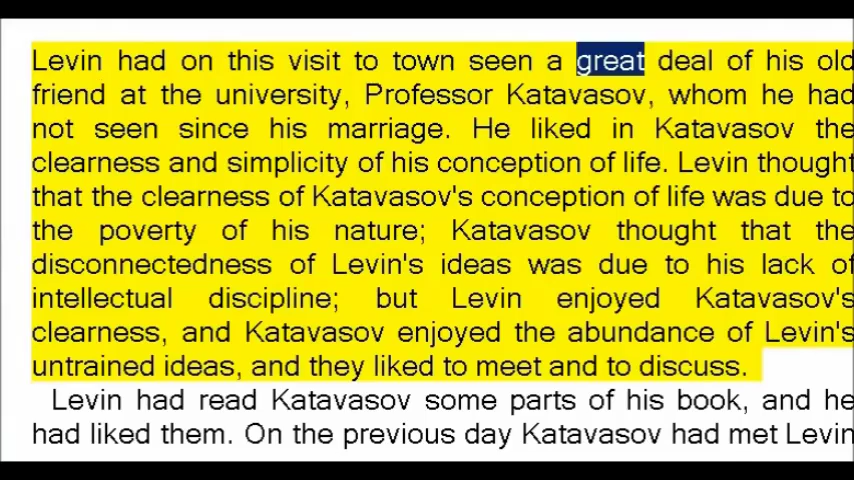 Levin had on this visit to town seen a great deal of his old
friend at the university, Professor Katavasov, whom he had
not seen since his marriage. He liked in Katavasov the
clearness and simplicity of his conception of life. Levin thought
that the clearness of Katavasov's conception of life was due to
the poverty of his nature; Katavasov thought that the
disconnectedness of Levin's ideas was due to his lack of
intellectual discipline; but Levin enjoyed Katavasov's
clearness, and Katavasov enjoyed the abundance of Levin's
untrained ideas, and they liked to meet and to discuss.
Levin had read Katavasov some parts of his book, and he
had liked them. On the previous day Katavasov had met Levin